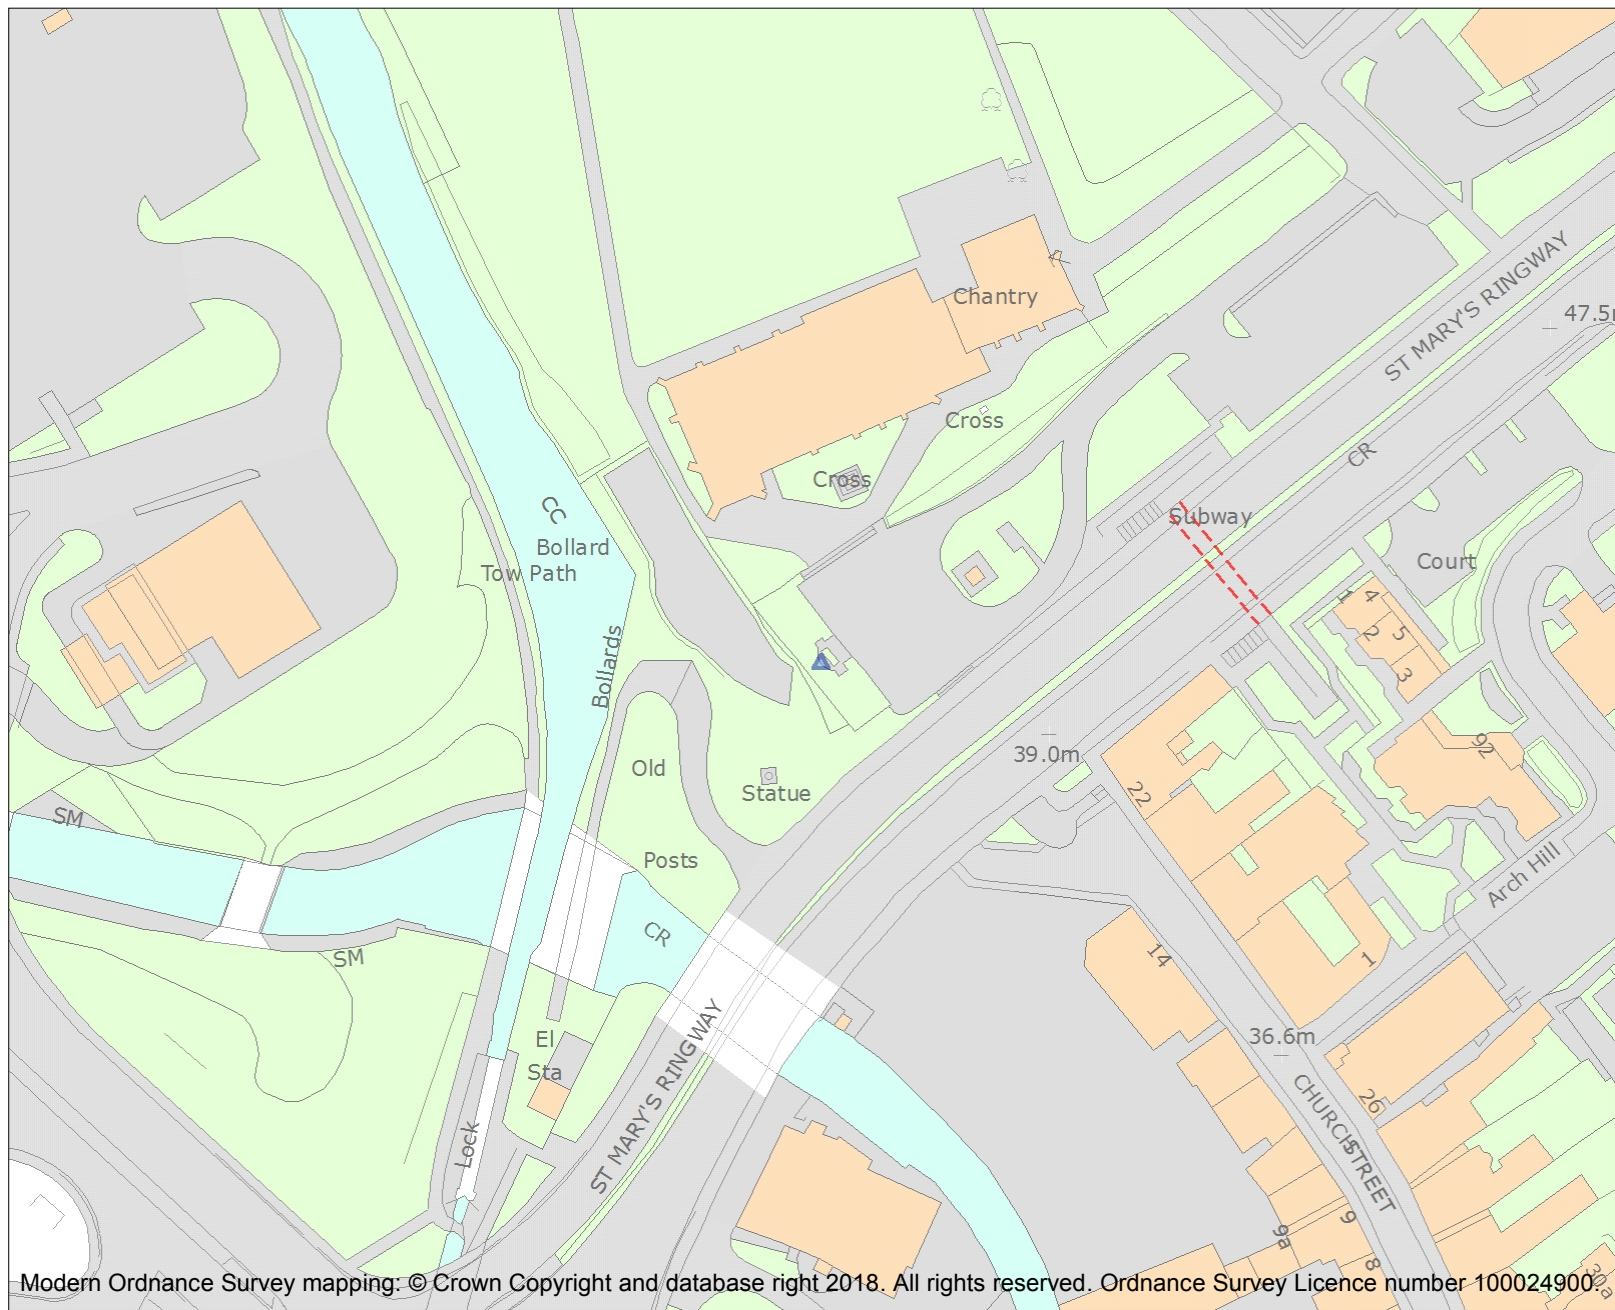 ST MARY'S RINGWAY
Chantry
47.5m
Cross
CR
Cross
CC
Subway
Bollard
Court
Tow Path
1
4
2
5
3
Bollards
92
39.0m
Old
Statue
22
SM
Posts
Arch Hill
CR
14
1
SM
El
Sta
36.6m
ST MARY'S RINGWAY
26
CHURCH STREET
Lock
9
9a
8
30a
Modern Ordnance Survey mapping: © Crown Copyright and database right 2018. All rights reserved. Ordnance Survey Licence number 100024900.